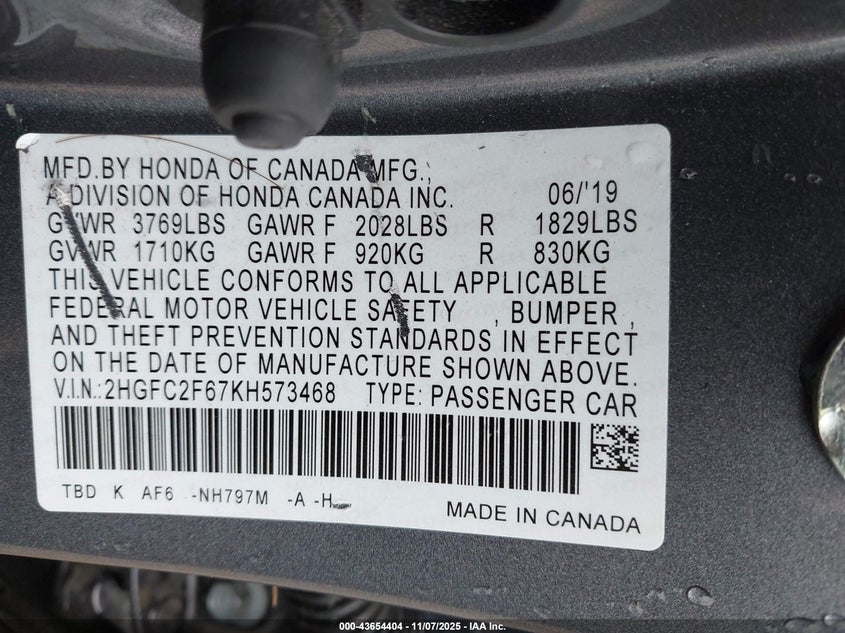 MFD.BY HONDA OF CANADA MFG.,
A DIVISION OF HONDA CANADA INC. 06/'19
GVWR 3769LBS GAWR F 2028LBS R 1829LBS
GVWR 1710KG GAWR F 920KG R 830KG
THIS VEHICLE CONFORMS TO ALL APPLICABLE
FEDERAL MOTOR VEHICLE SAFETY , BUMPER ,
AND THEFT PREVENTION STANDARDS IN EFFECT
ON THE DATE OF MANUFACTURE SHOWN ABOVE.
V.I.N.:2HGFC2F67KH573468 TYPE: PASSENGER CAR
TBD K AF6 -NH797M -A -H
MADE IN CANADA
000-43654404 - 11/07/2025 - IAA Inc.